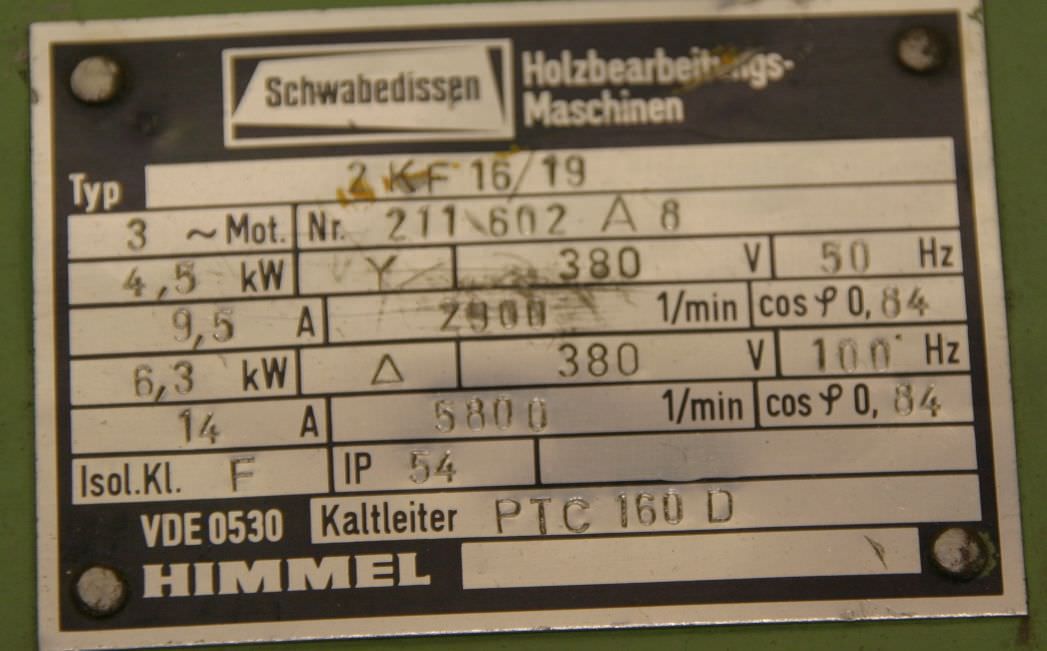 Schwabedissen
Holzbearbeitungs-
Maschinen
Typ 2 KF 16/19
3 ~ Mot. Nr. 211 602 A 8
4,5 kW Y 380 V 50 Hz
9,5 A 2900 1/min cos φ 0, 84
6,3 kW Δ 380 V 100 Hz
14 A 5800 1/min cos φ 0, 84
Isol.Kl. F IP 54
VDE 0530 Kaltleiter PTC 160 D
HIMMEL